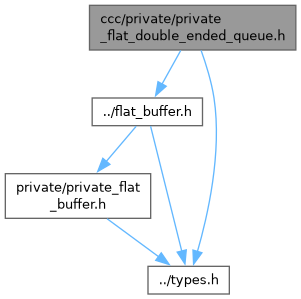 ccc/private/private
_flat_double_ended_queue.h
../flat_buffer.h
private/private_flat
_buffer.h
../types.h